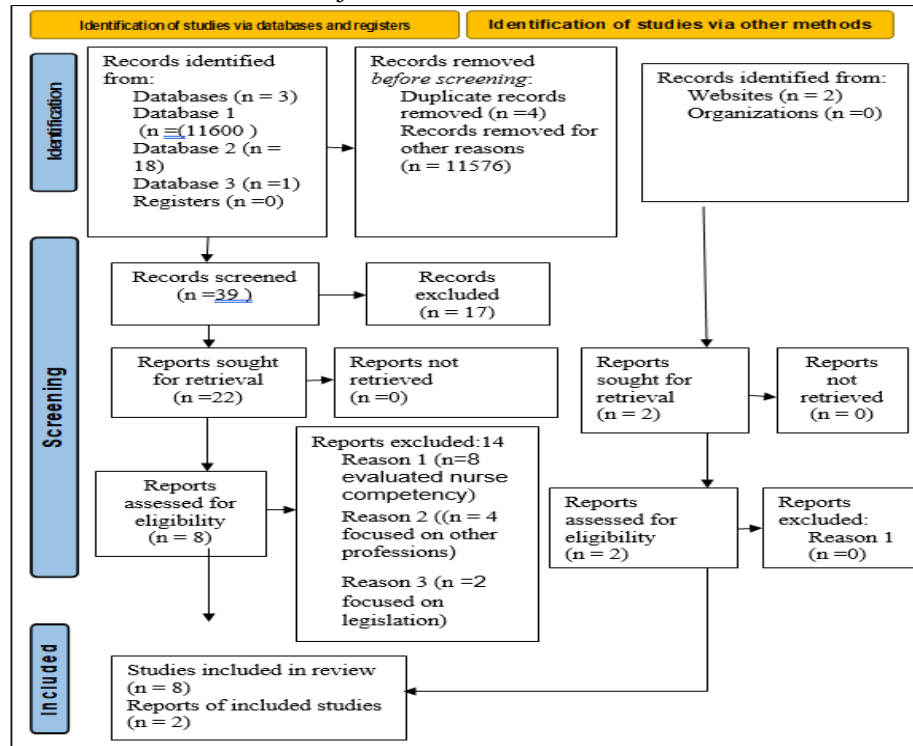 Identification of studies via databases and registers
Identification of studies via other methods
Identification
Records identified
from:
Databases (n = 3)
Database 1
(n =(11600 )
Database 2 (n =
18)
Database 3 (n =1)
Registers (n =0)
Records removed
before screening:
Duplicate records
removed (n =4)
Records removed for
other reasons
(n = 11576)
Records identified from:
Websites (n = 2)
Organizations (n =0)
Screening
Records screened
(n =39 )
Records
excluded
(n = 17)
Reports sought
for retrieval
(n =22)
Reports not
retrieved
(n =0)
Reports
sought for
retrieval
(n = 2)
Reports
not
retrieved
(n = 0)
Reports
assessed for
eligibility
(n = 8)
Reports excluded:14
Reason 1 (n=8
evaluated nurse
competency)
Reason 2 ((n = 4
focused on other
professions)
Reason 3 (n =2
focused on
legislation)
Reports
assessed for
eligibility
(n = 2)
Reports
excluded:
Reason 1
(n =0)
Included
Studies included in review
(n = 8)
Reports of included studies
(n = 2)